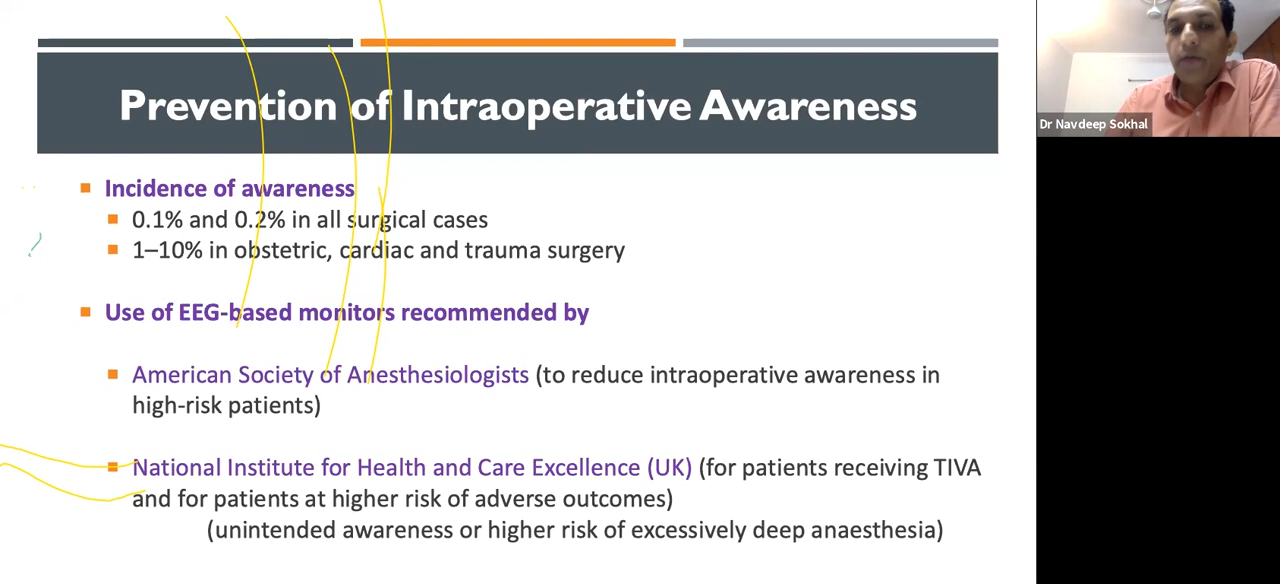 Prevention of Intraoperative Awareness
Dr Navdeep Sokhal
Incidence of awareness
0.1% and 0.2% in all surgical cases
1–10% in obstetric, cardiac and trauma surgery
?
Use of EEG-based monitors recommended by
American Society of Anesthesiologists (to reduce intraoperative awareness in
high-risk patients)
National Institute for Health and Care Excellence (UK) (for patients receiving TIVA
and for patients at higher risk of adverse outcomes)
(unintended awareness or higher risk of excessively deep anaesthesia)